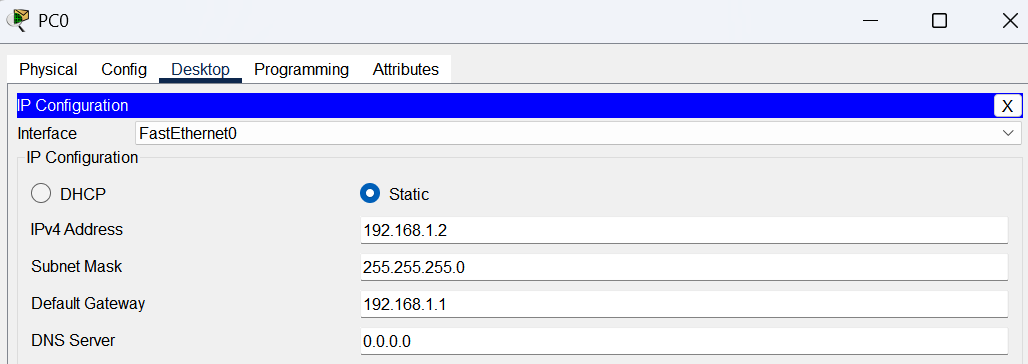 PC0
Physical Config Desktop Programming Attributes
IP Configuration X
Interface FastEthernet0
IP Configuration
DHCP Static
IPv4 Address 192.168.1.2
Subnet Mask 255.255.255.0
Default Gateway 192.168.1.1
DNS Server 0.0.0.0